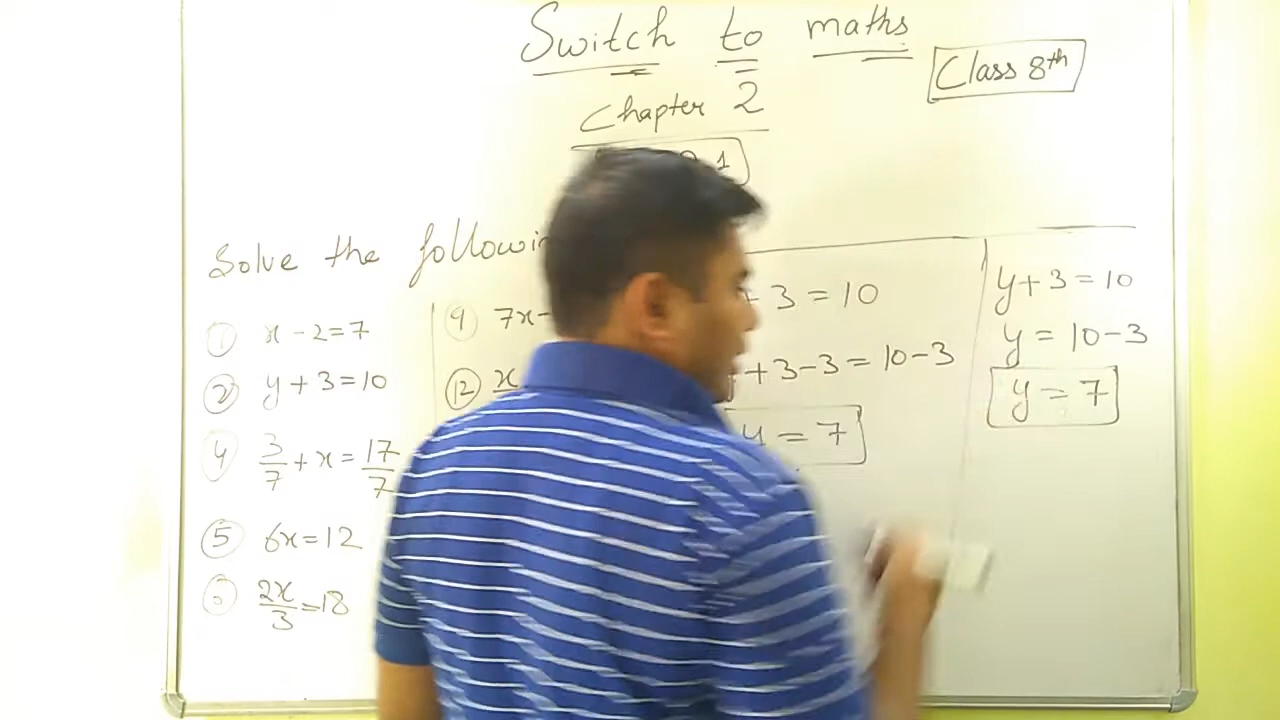 Switch to maths
Class 8th
Chapter 2
Solve the
① x - 2 = 7
② y + 3 = 10
④ 3/7 + x = 17/7
⑤ 6x = 12
2x/3 = 18
⑨ 7x -
⑫ x
3 = 10
+ 3 - 3 = 10 - 3
y = 7
y + 3 = 10
y = 10 - 3
y = 7